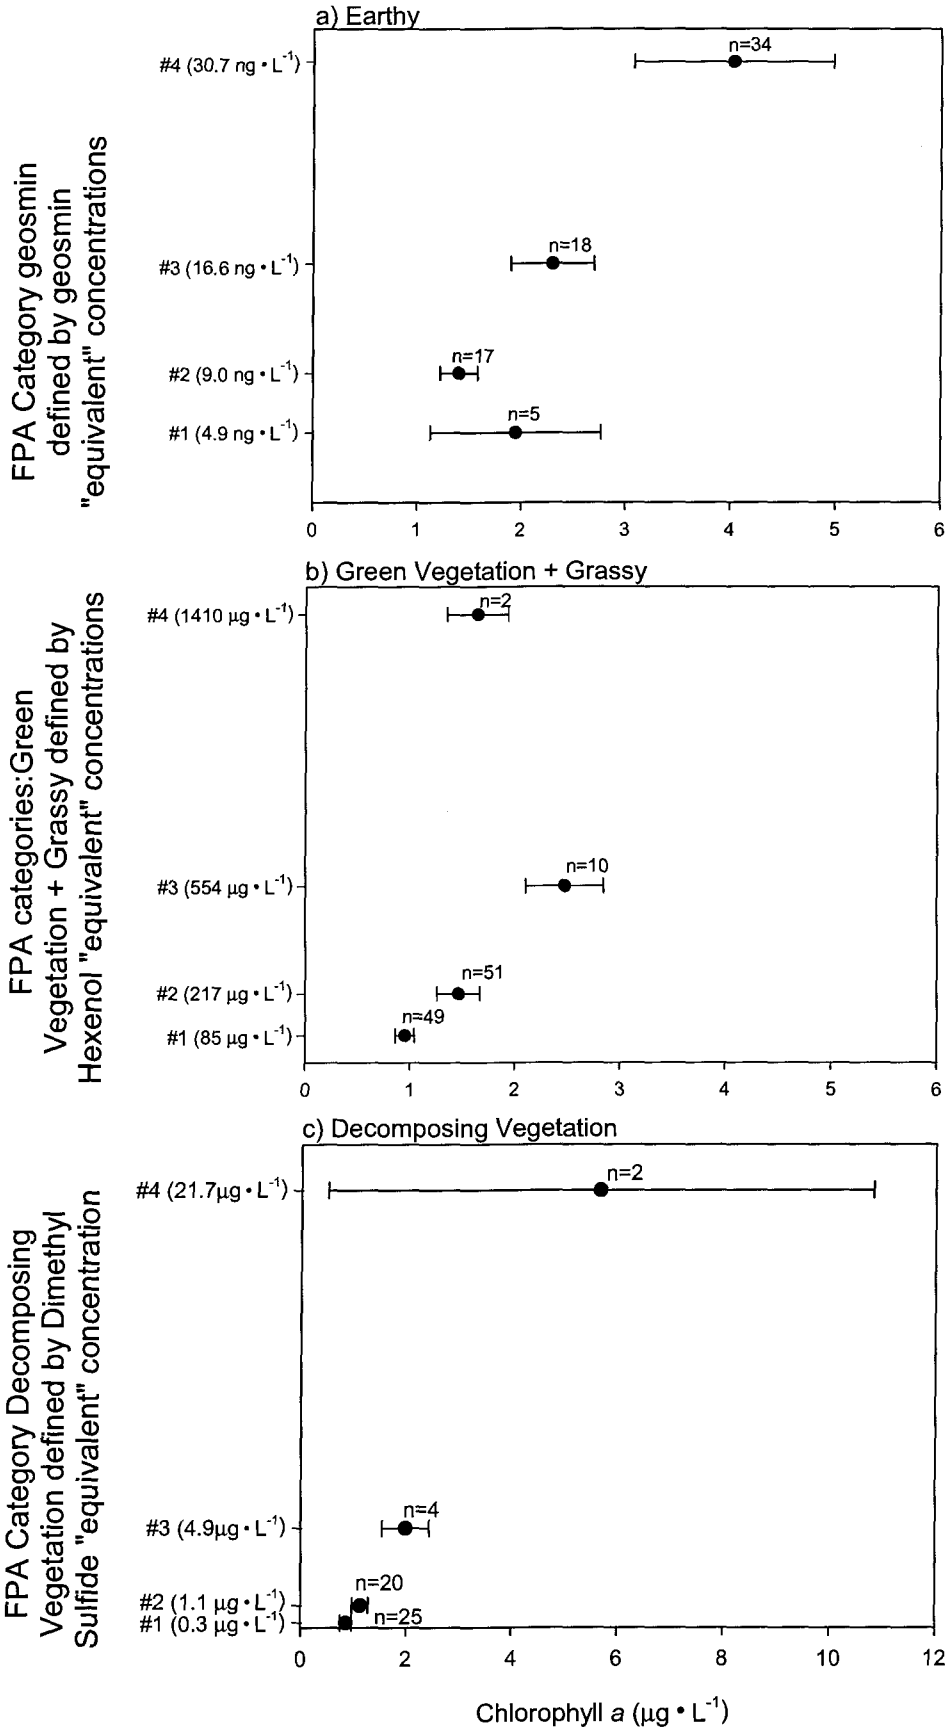 a) Earthy
FPA Category geosmin
defined by geosmin
"equivalent" concentrations
#4 (30.7 ng • L⁻¹)
n=34
#3 (16.6 ng • L⁻¹)
n=18
#2 (9.0 ng • L⁻¹)
n=17
#1 (4.9 ng • L⁻¹)
n=5
0 1 2 3 4 5 6
b) Green Vegetation + Grassy
FPA categories:Green
Vegetation + Grassy defined by
Hexenol "equivalent" concentrations
#4 (1410 µg • L⁻¹)
n=2
#3 (554 µg • L⁻¹)
n=10
#2 (217 µg • L⁻¹)
n=51
#1 (85 µg • L⁻¹)
n=49
0 1 2 3 4 5 6
c) Decomposing Vegetation
FPA Category Decomposing
Vegetation defined by Dimethyl
Sulfide "equivalent" concentration
#4 (21.7µg • L⁻¹)
n=2
#3 (4.9µg • L⁻¹)
n=4
#2 (1.1 µg • L⁻¹)
n=20
#1 (0.3 µg • L⁻¹)
n=25
0 2 4 6 8 10 12
Chlorophyll a (µg • L⁻¹)